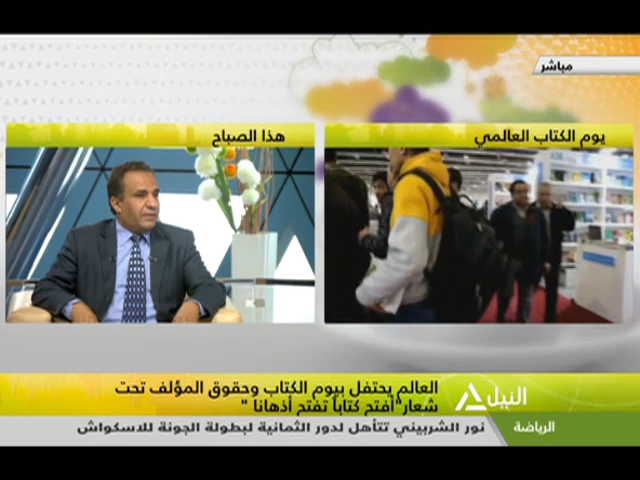 مباشر
يوم الكتاب العالمي
هذا الصباح
العالم يحتفل بيوم الكتاب وحقوق المؤلف تحت
شعار"أفتح كتاباً تفتح أذهانا "
النيل
الرياضة
نور الشربيني تتأهل لدور الثمانية لبطولة الجونة للاسكواش